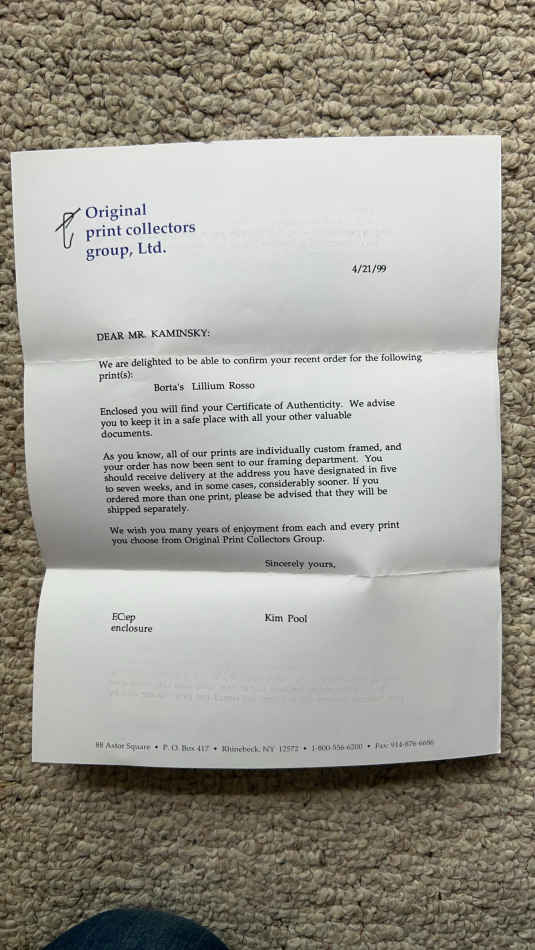 Original
print collectors
group, Ltd.
4/21/99
DEAR MR. KAMINSKY:
We are delighted to be able to confirm your recent order for the following
print(s):
Borta's Lillium Rosso
Enclosed you will find your Certificate of Authenticity. We advise
you to keep it in a safe place with all your other valuable
documents.
As you know, all of our prints are individually custom framed, and
your order has now been sent to our framing department. You
should receive delivery at the address you have designated in five
to seven weeks, and in some cases, considerably sooner. If you
ordered more than one print, please be advised that they will be
shipped separately.
We wish you many years of enjoyment from each and every print
you choose from Original Print Collectors Group.
Sincerely yours,
Kim Pool
enclosure
88 Astor Square • P. O. Box 417 • Rhinebeck, NY 12572 • 1-800-556-6200 • Fax: 914-876-6696